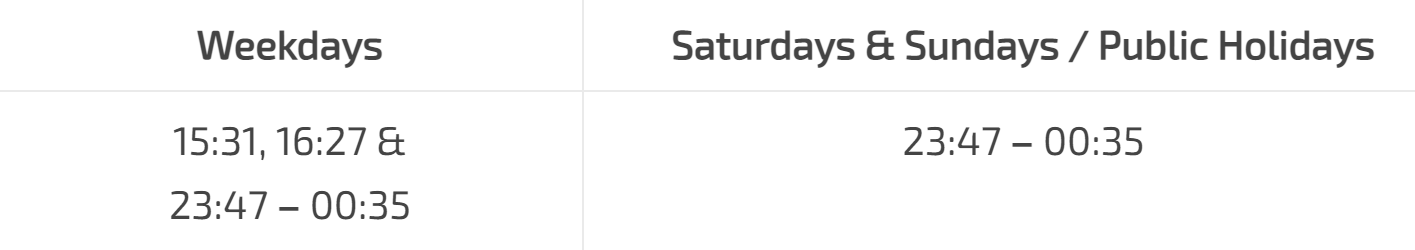 Weekdays
Saturdays & Sundays / Public Holidays
15:31, 16:27 &
23:47 – 00:35
23:47 – 00:35